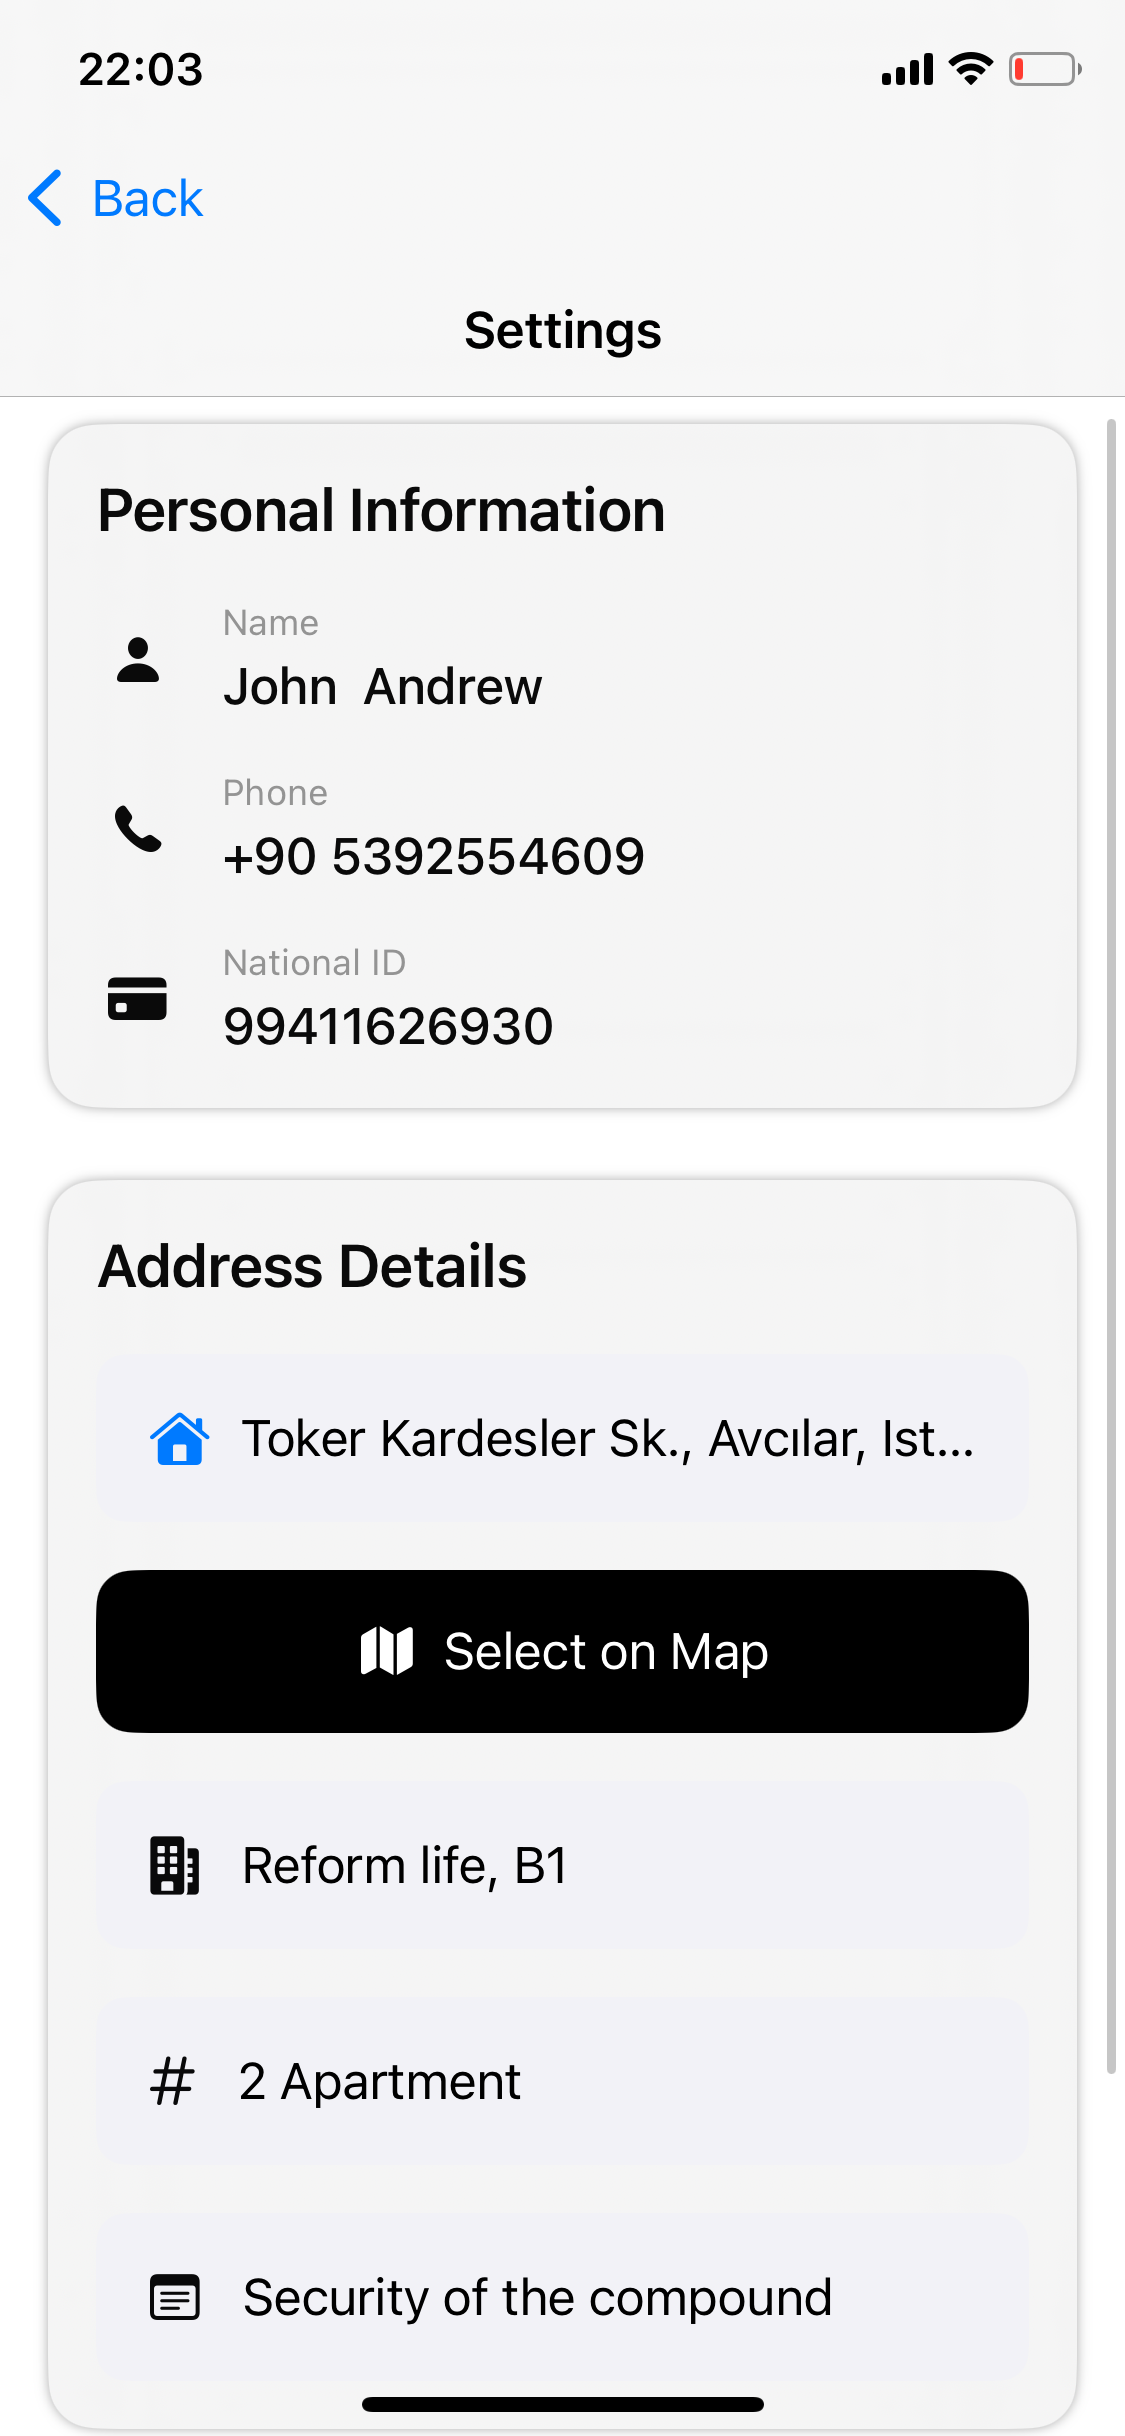 22:03
Back
Settings
Personal Information
Name
John  Andrew
Phone
+90 5392554609
National ID
99411626930
Address Details
Toker Kardesler Sk., Avcılar, Ist...
Select on Map
Reform life, B1
2 Apartment
Security of the compound